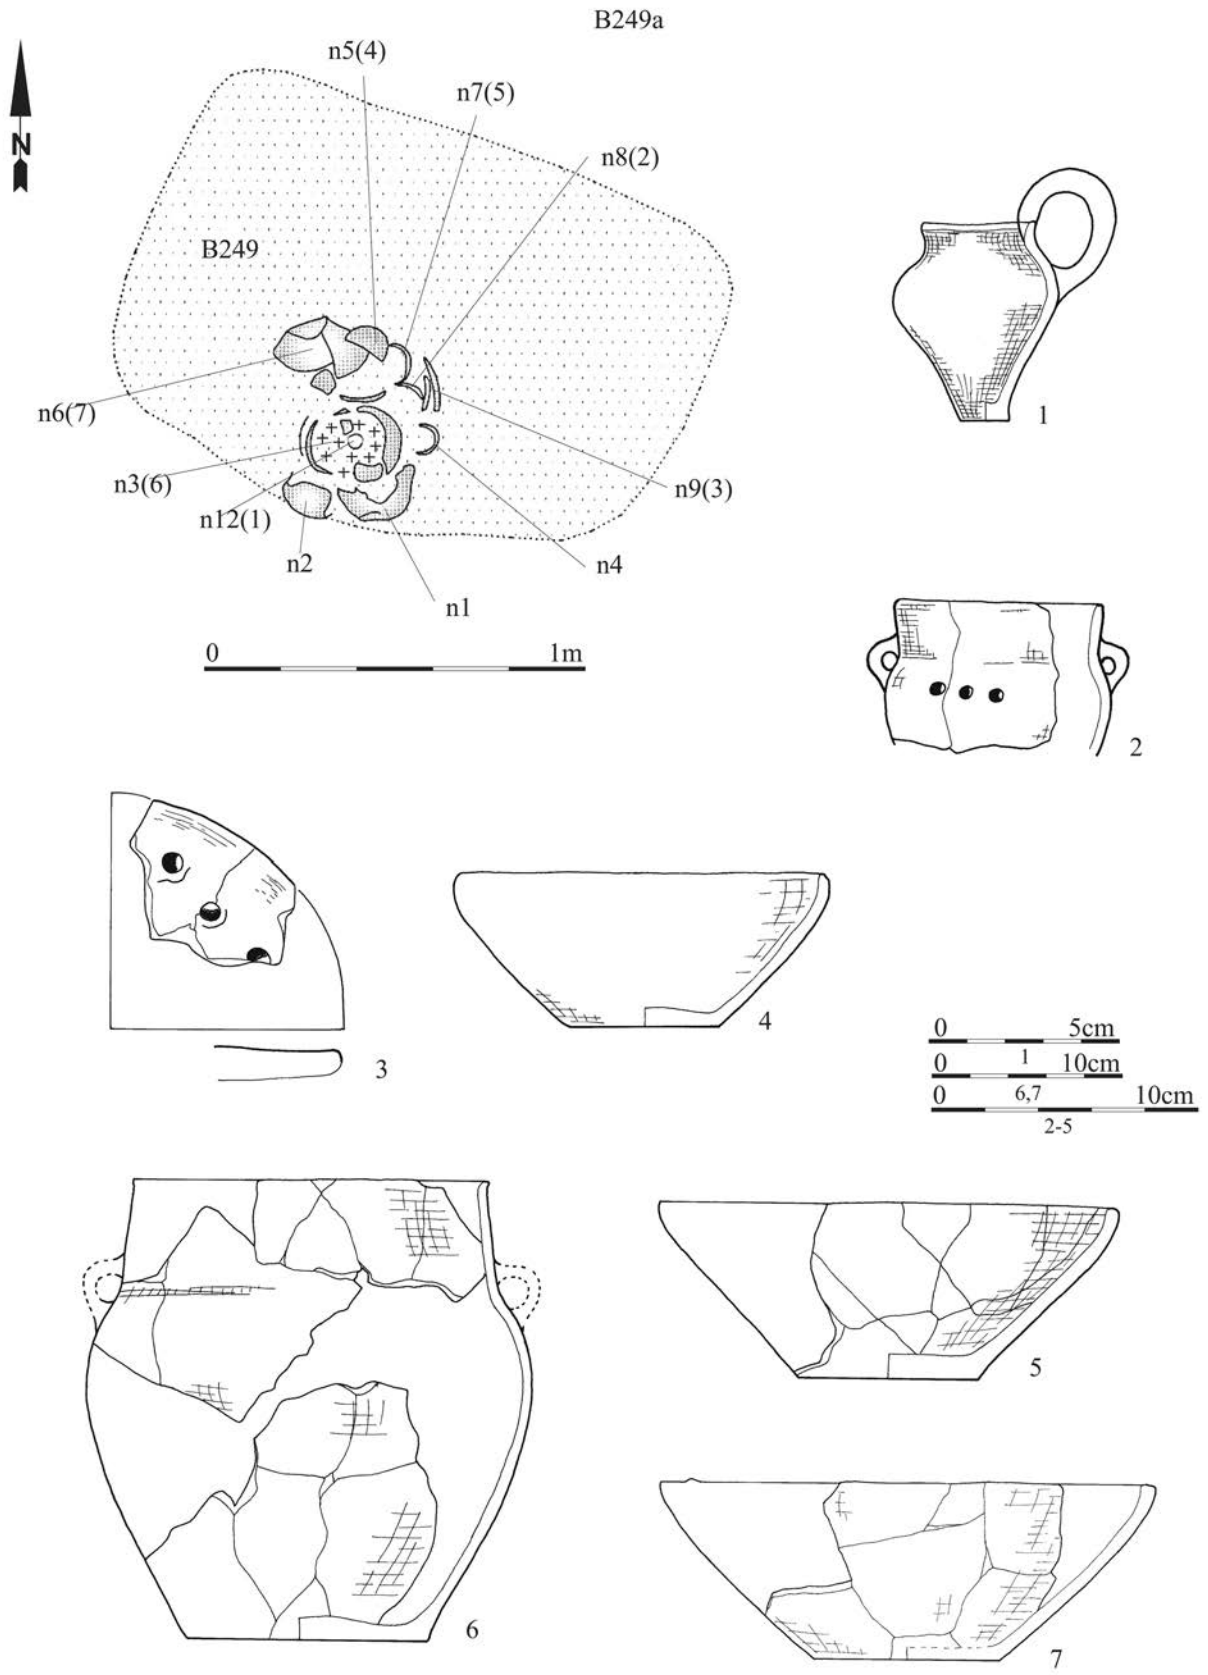 B249a
n5(4)
n7(5)
N
n8(2)
B249
n6(7)
1
n3(6)
n9(3)
n12(1)
n2
n4
n1
0 1m
2
3
4
0 5cm
1
0 10cm
6,7
0 10cm
2-5
5
6
7